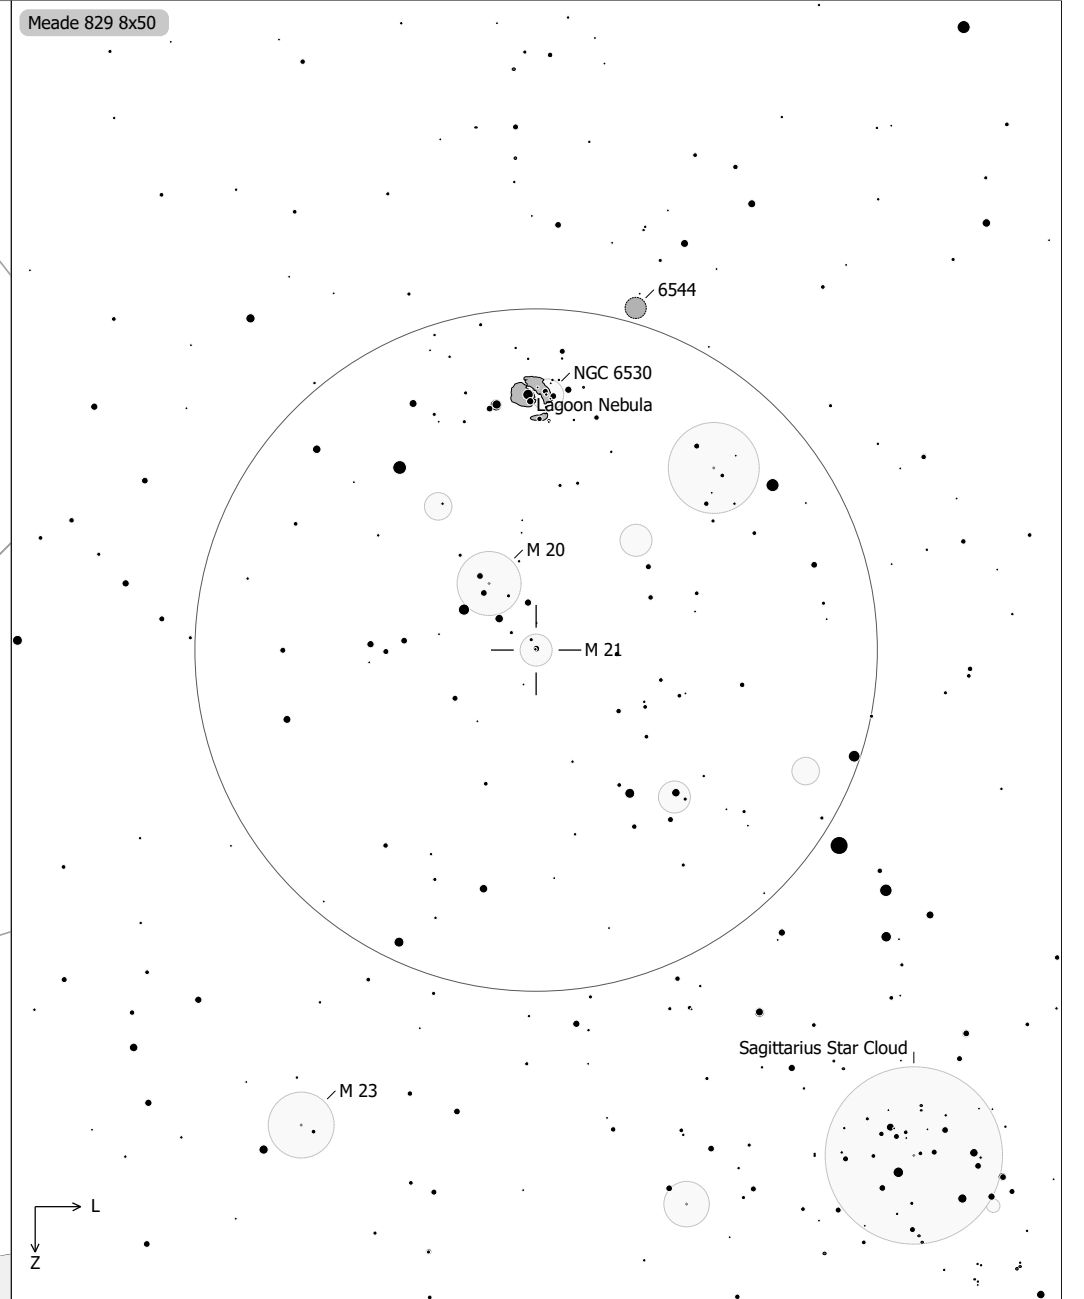 Meade 829 8x50
6544
NGC 6530
Lagoon Nebula
M 20
M 21
Sagittarius Star Cloud
M 23
L
Z